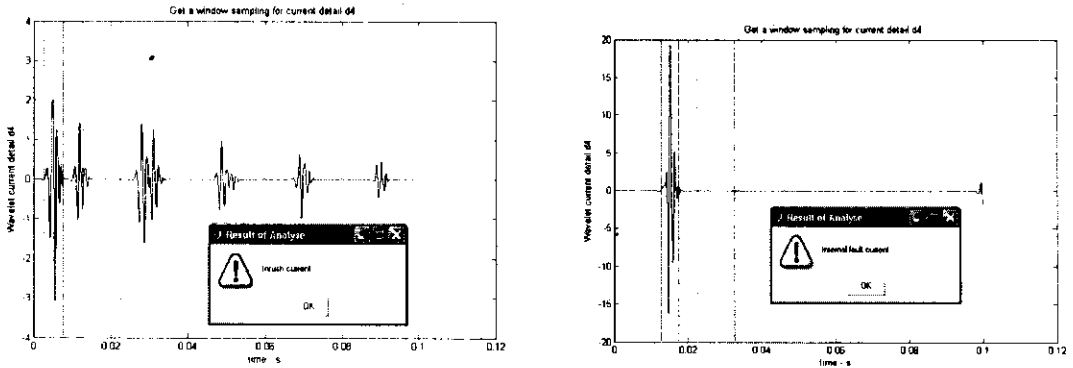 Get a window sampling for current detail d4
Wavelet current detail d4
4
3
2
1
0
-1
-2
-3
-4
0
0.02
0.04
0.06
0.08
0.1
0.12
time - s
Result of Analyse
Inrush current
OK
Get a window sampling for current detail d4
Wavelet current detail d4
20
15
10
5
0
-5
-10
-15
-20
0
0.02
0.04
0.06
0.08
0.1
0.12
time - s
Result of Analyse
Internal fault current
OK